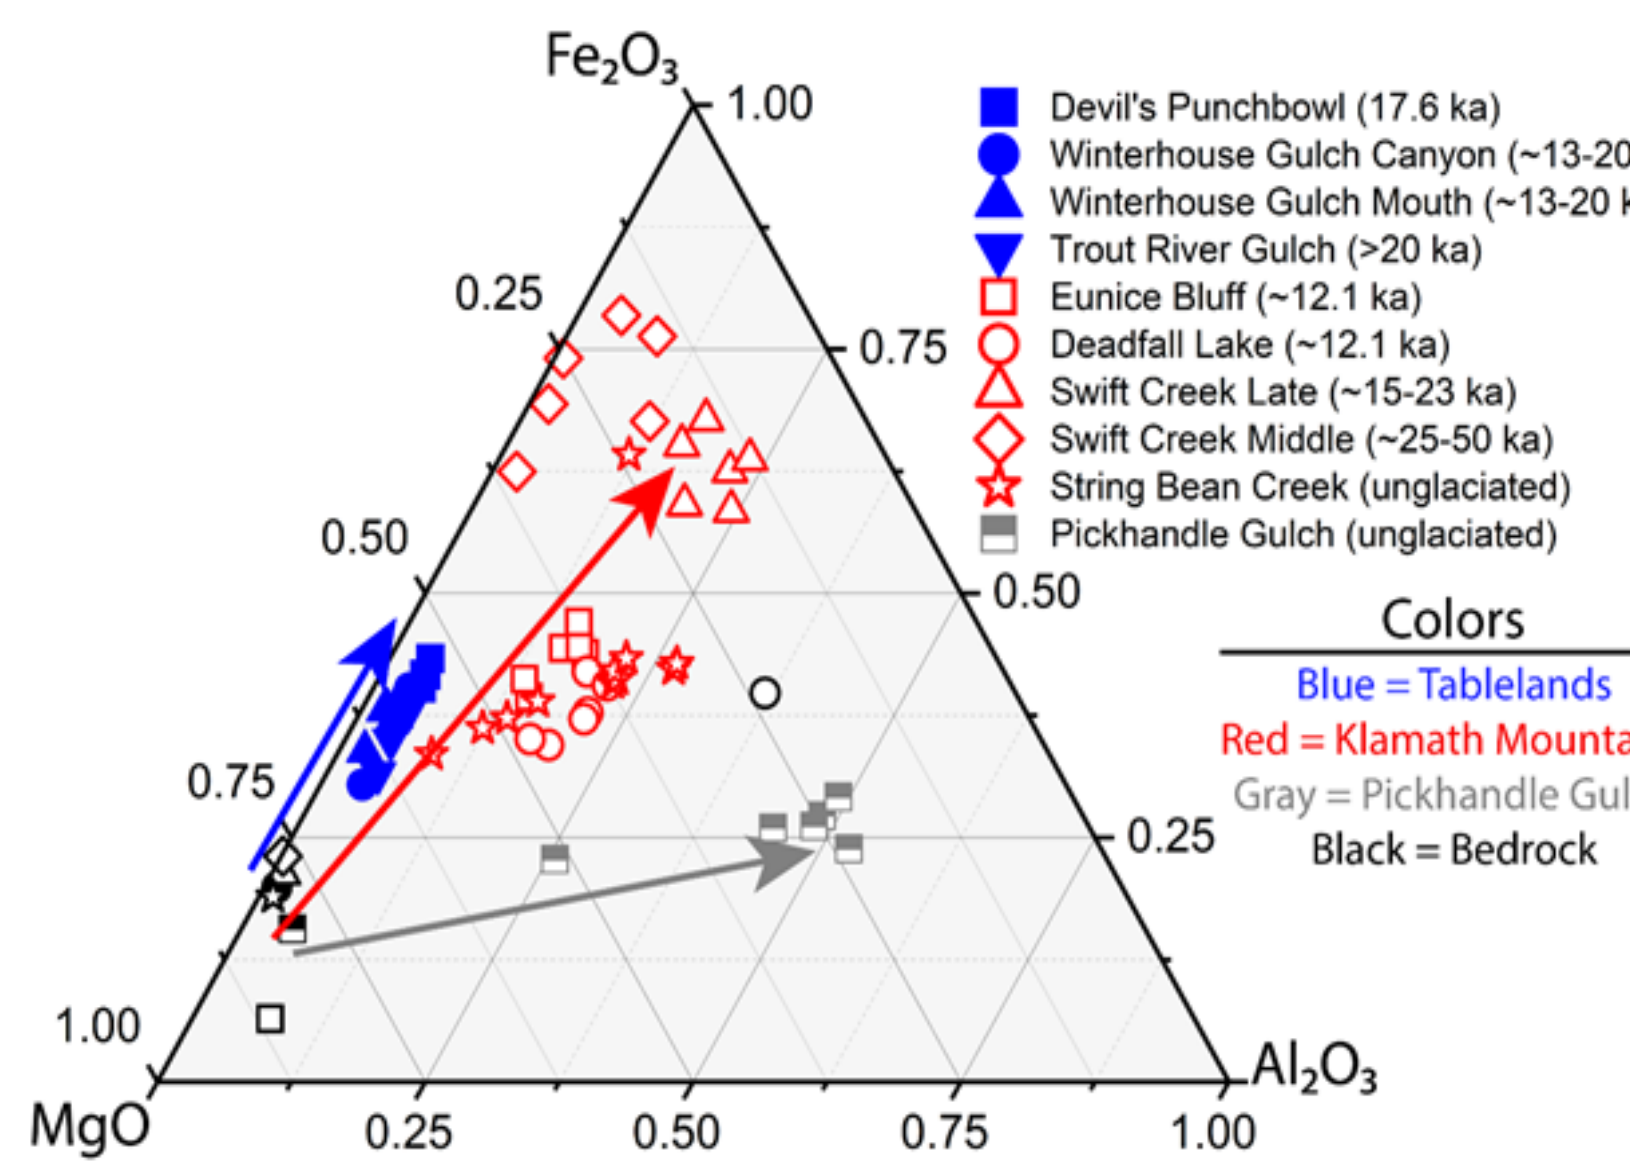 Fe₂O₃
1.00
Devil's Punchbowl (17.6 ka)
Winterhouse Gulch Canyon (~13-20
Winterhouse Gulch Mouth (~13-20 k
Trout River Gulch (>20 ka)
Eunice Bluff (~12.1 ka)
Deadfall Lake (~12.1 ka)
Swift Creek Late (~15-23 ka)
Swift Creek Middle (~25-50 ka)
String Bean Creek (unglaciated)
Pickhandle Gulch (unglaciated)
0.25
0.75
0.50
0.50
Colors
Blue = Tablelands
Red = Klamath Mounta
Gray = Pickhandle Gul
Black = Bedrock
0.75
0.25
1.00
Al₂O₃
MgO
0.25
0.50
0.75
1.00